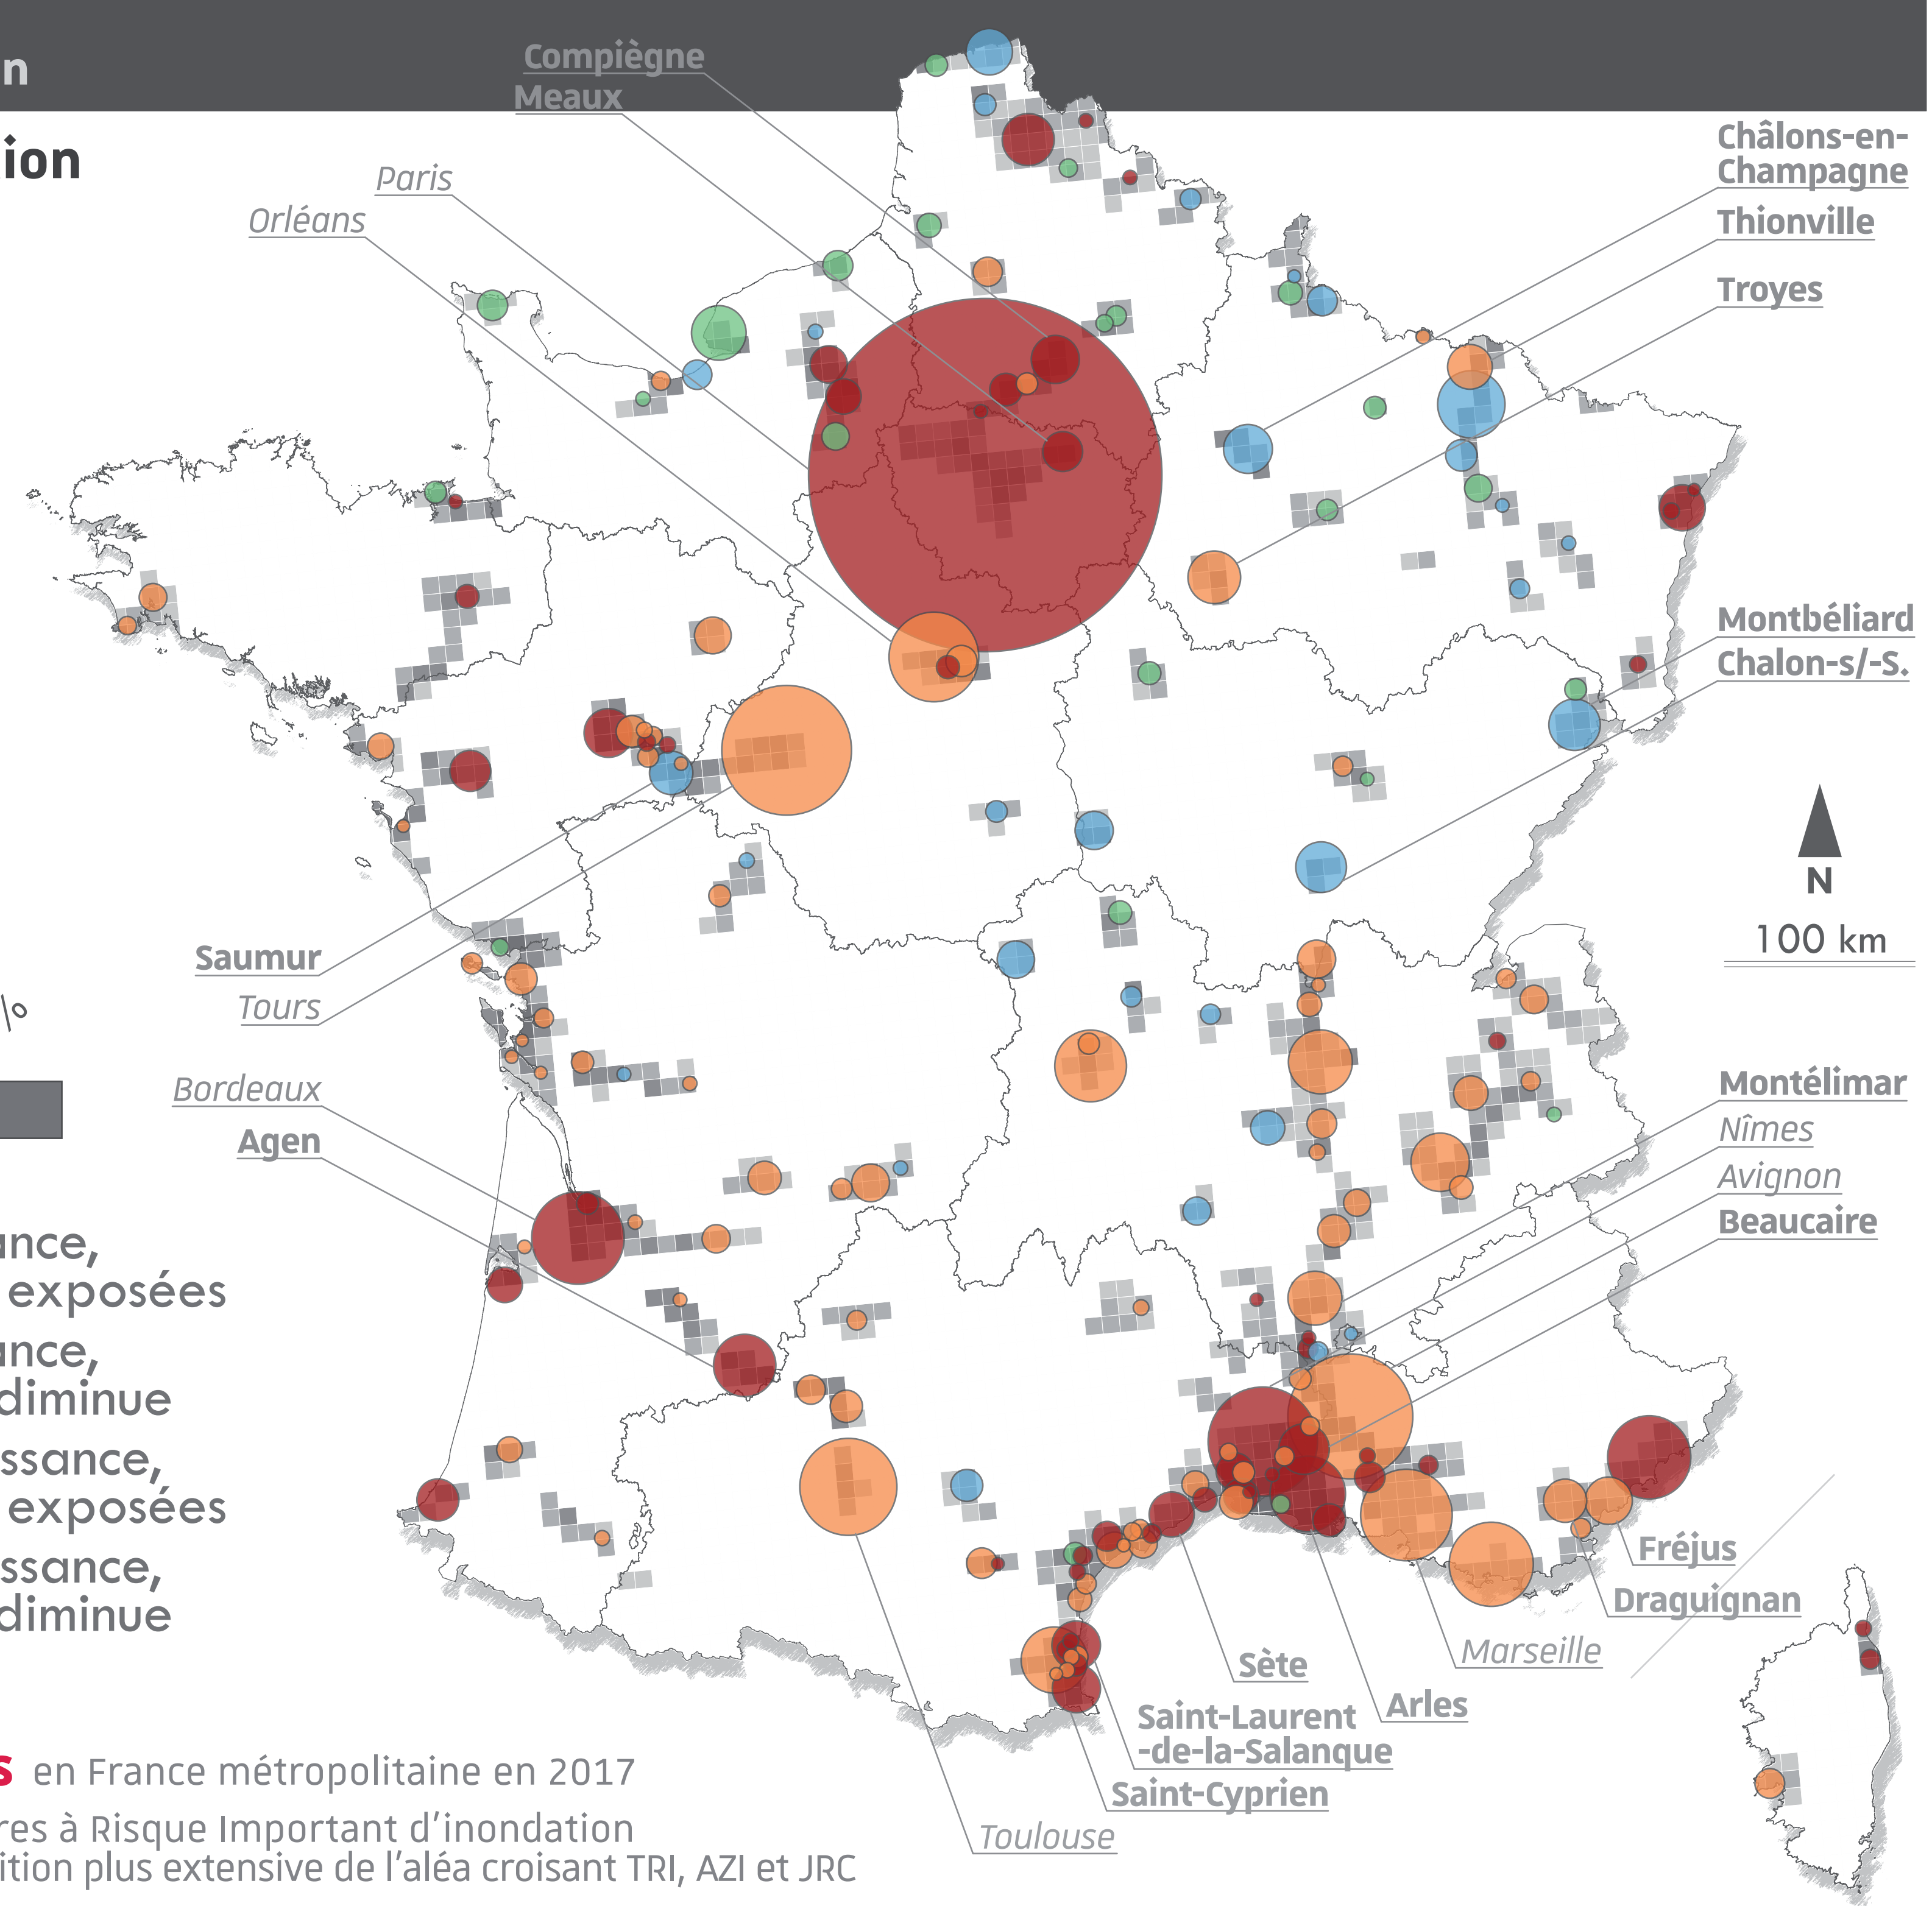 n
ion
Compiègne
Meaux
Paris
Orléans
Châlons-en-
Champagne
Thionville
Troyes
Montbéliard
Chalon-s/-S.
N
100 km
Saumur
Tours
%
Bordeaux
Agen
Montélimar
Nîmes
Avignon
Beaucaire
ance,
exposées
ance,
diminue
ssance,
exposées
ssance,
diminue
Fréjus
Draguignan
Marseille
Sète
Arles
Saint-Laurent
-de-la-Salanque
Saint-Cyprien
Toulouse
s en France métropolitaine en 2017
res à Risque Important d'inondation
ition plus extensive de l'aléa croisant TRI, AZI et JRC